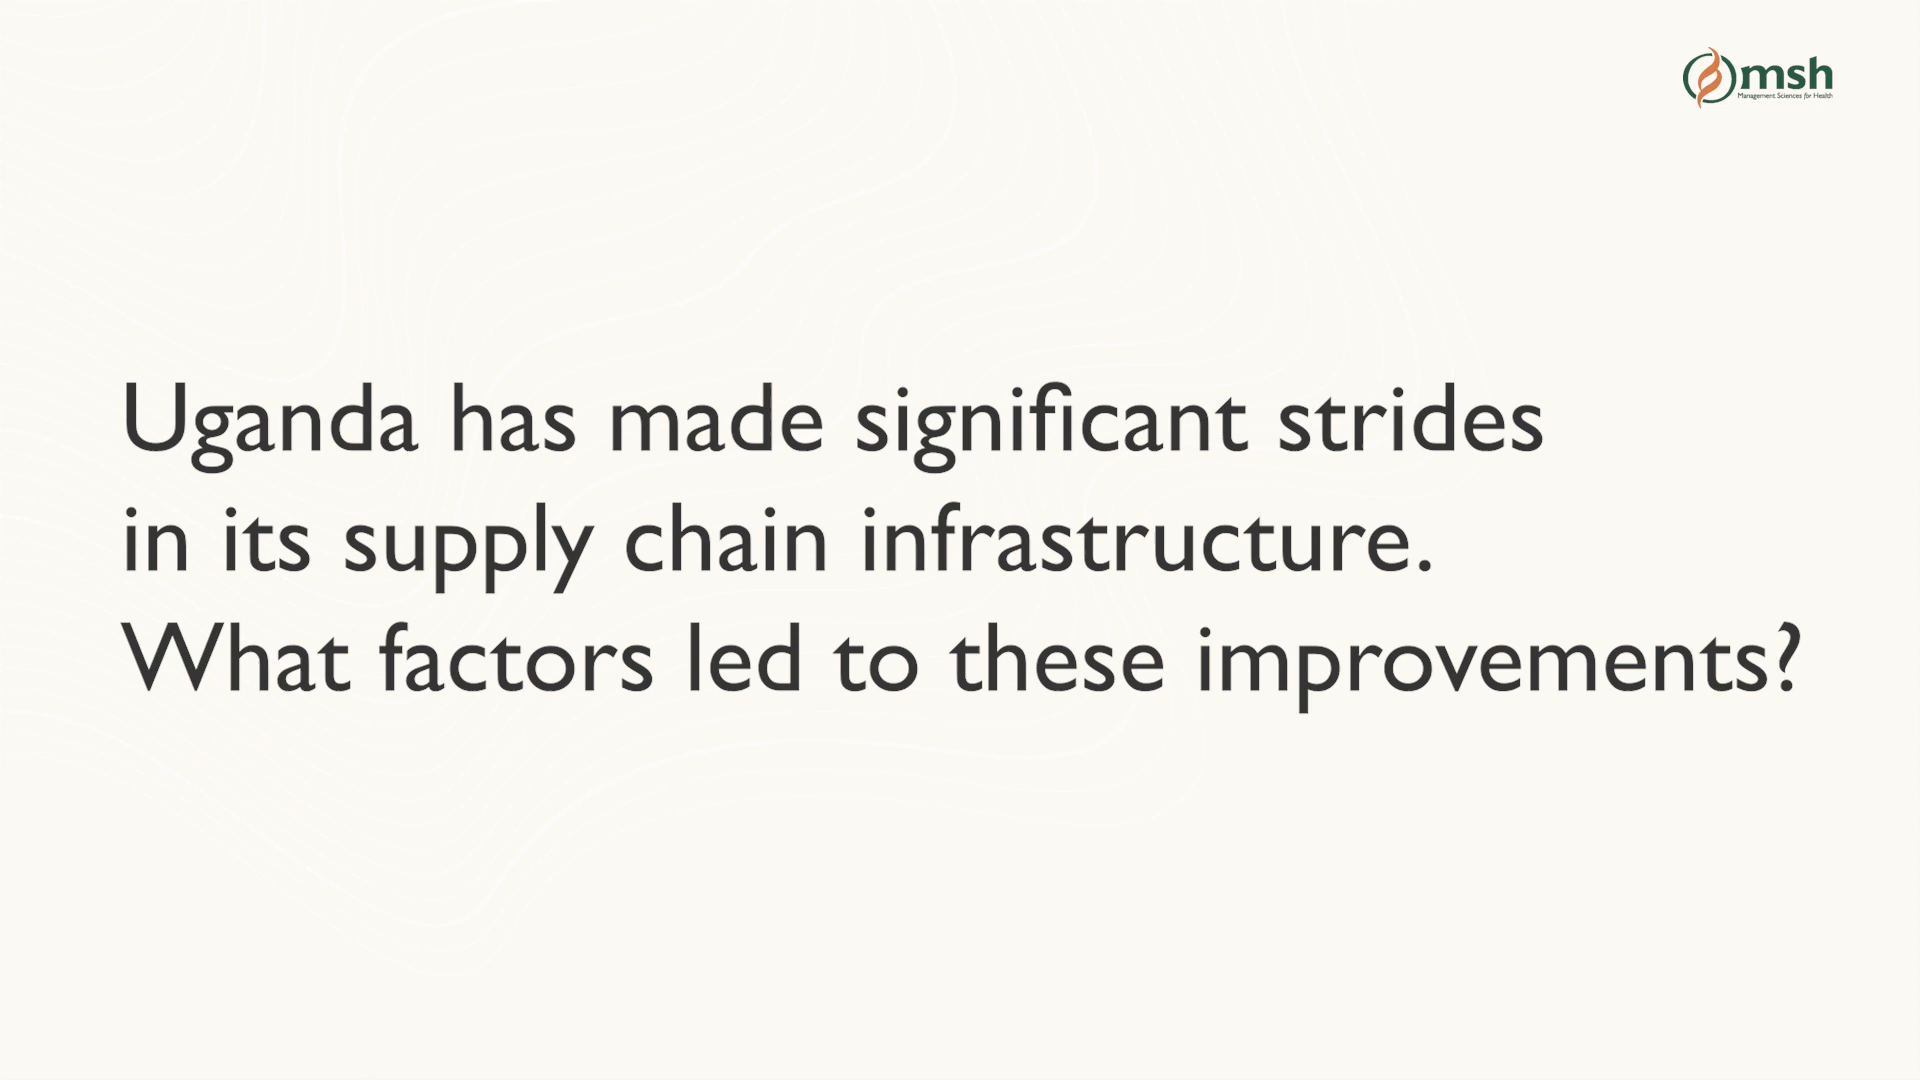 msh
Management Sciences for Health
Uganda has made significant strides
in its supply chain infrastructure.
What factors led to these improvements?